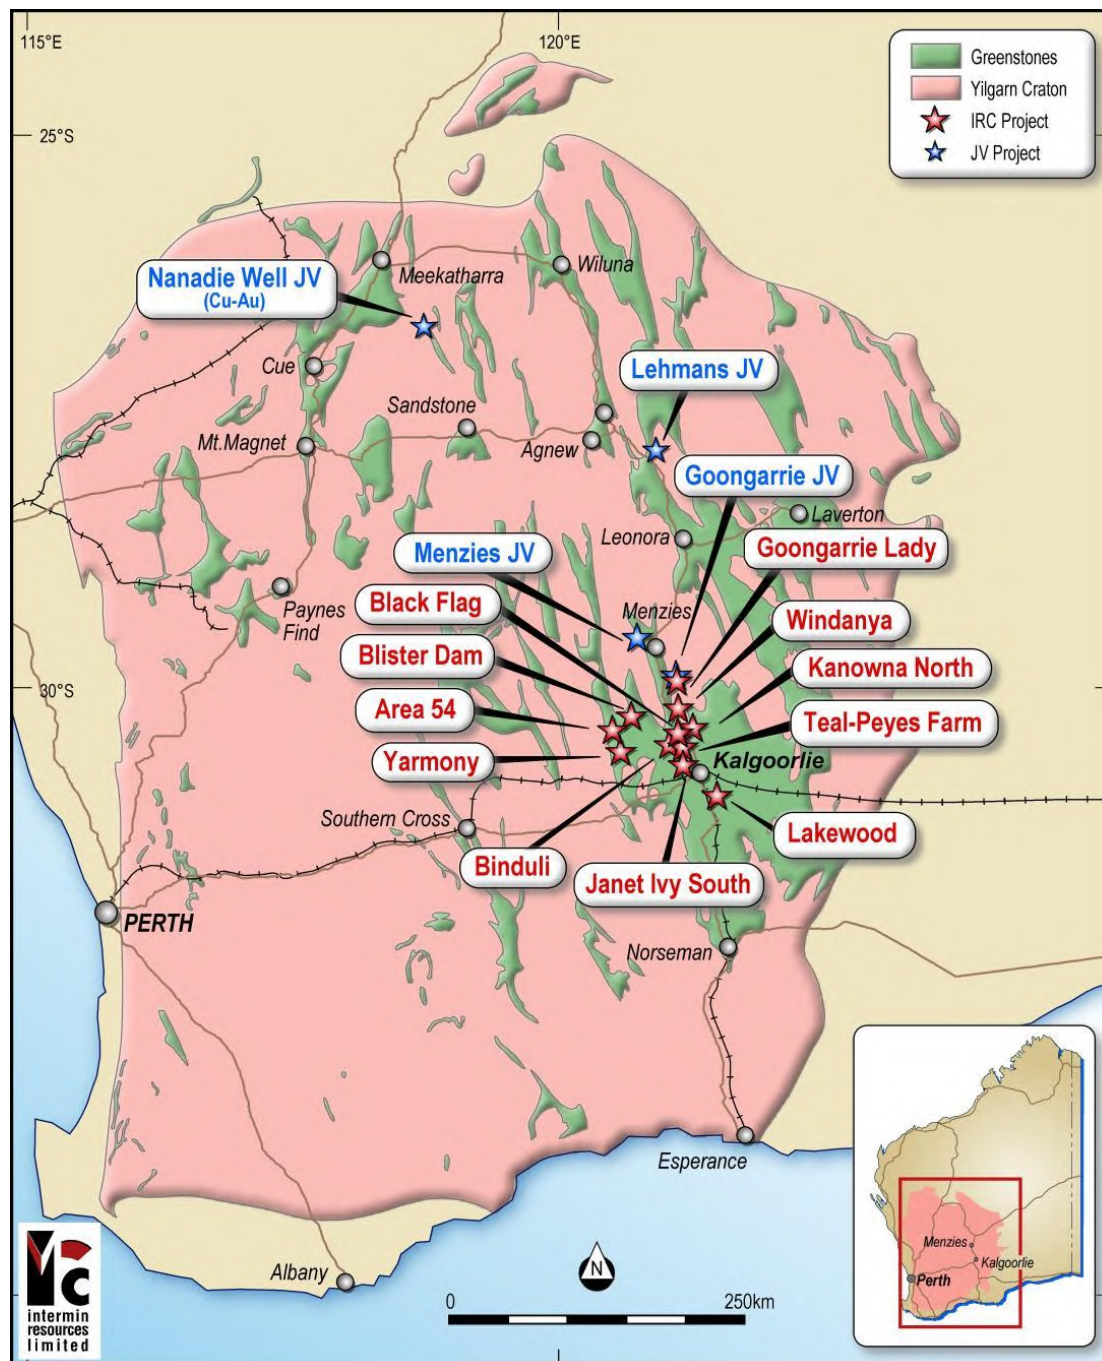 115°E
120°E
Greenstones
Yilgarn Craton
IRC Project
JV Project
25°S
Nanadie Well JV
(Cu-Au)
Meekatharra
Wiluna
Cue
Lehmans JV
Sandstone
Mt.Magnet
Agnew
Goongarrie JV
Laverton
Leonora
Goongarrie Lady
Menzies JV
Black Flag
Paynes
Find
Menzies
Windanya
Blister Dam
Kanowna North
30°S
Area 54
Teal-Peyes Farm
Yarmony
Kalgoorlie
Southern Cross
Lakewood
Binduli
Janet Ivy South
PERTH
Norseman
Esperance
Albany
N
0
250km
intermin
resources
limited
Menzies
Kalgoorlie
Perth